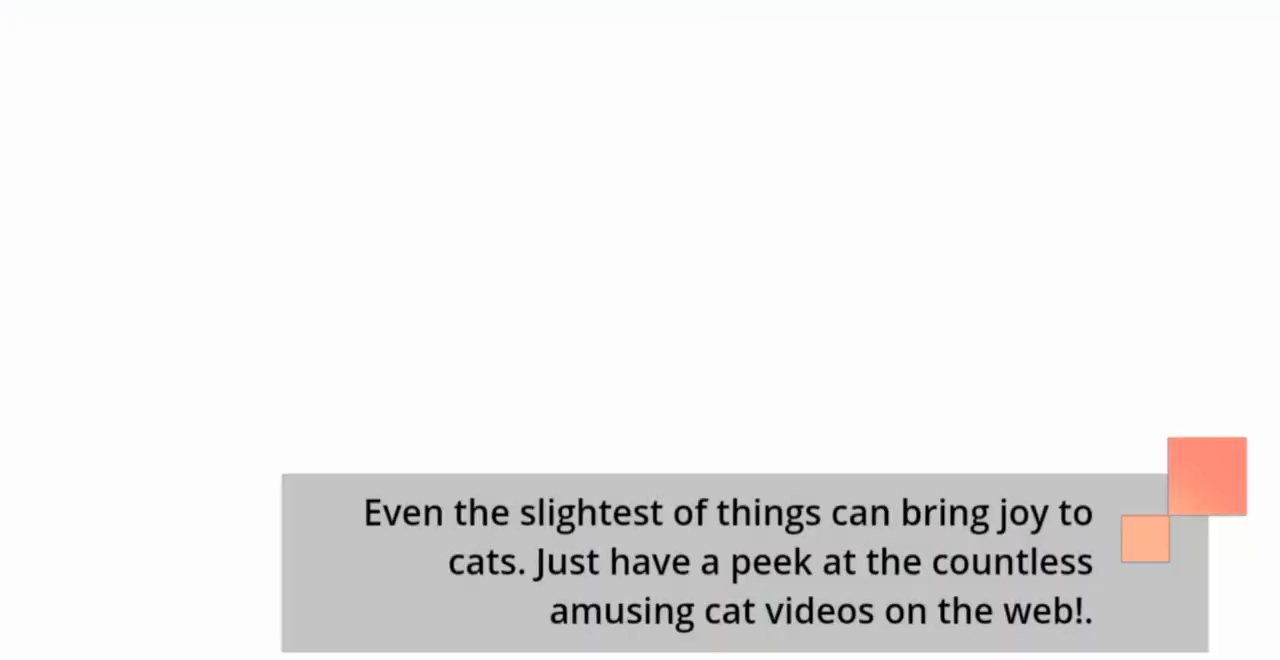 Even the slightest of things can bring joy to
cats. Just have a peek at the countless
amusing cat videos on the web!.